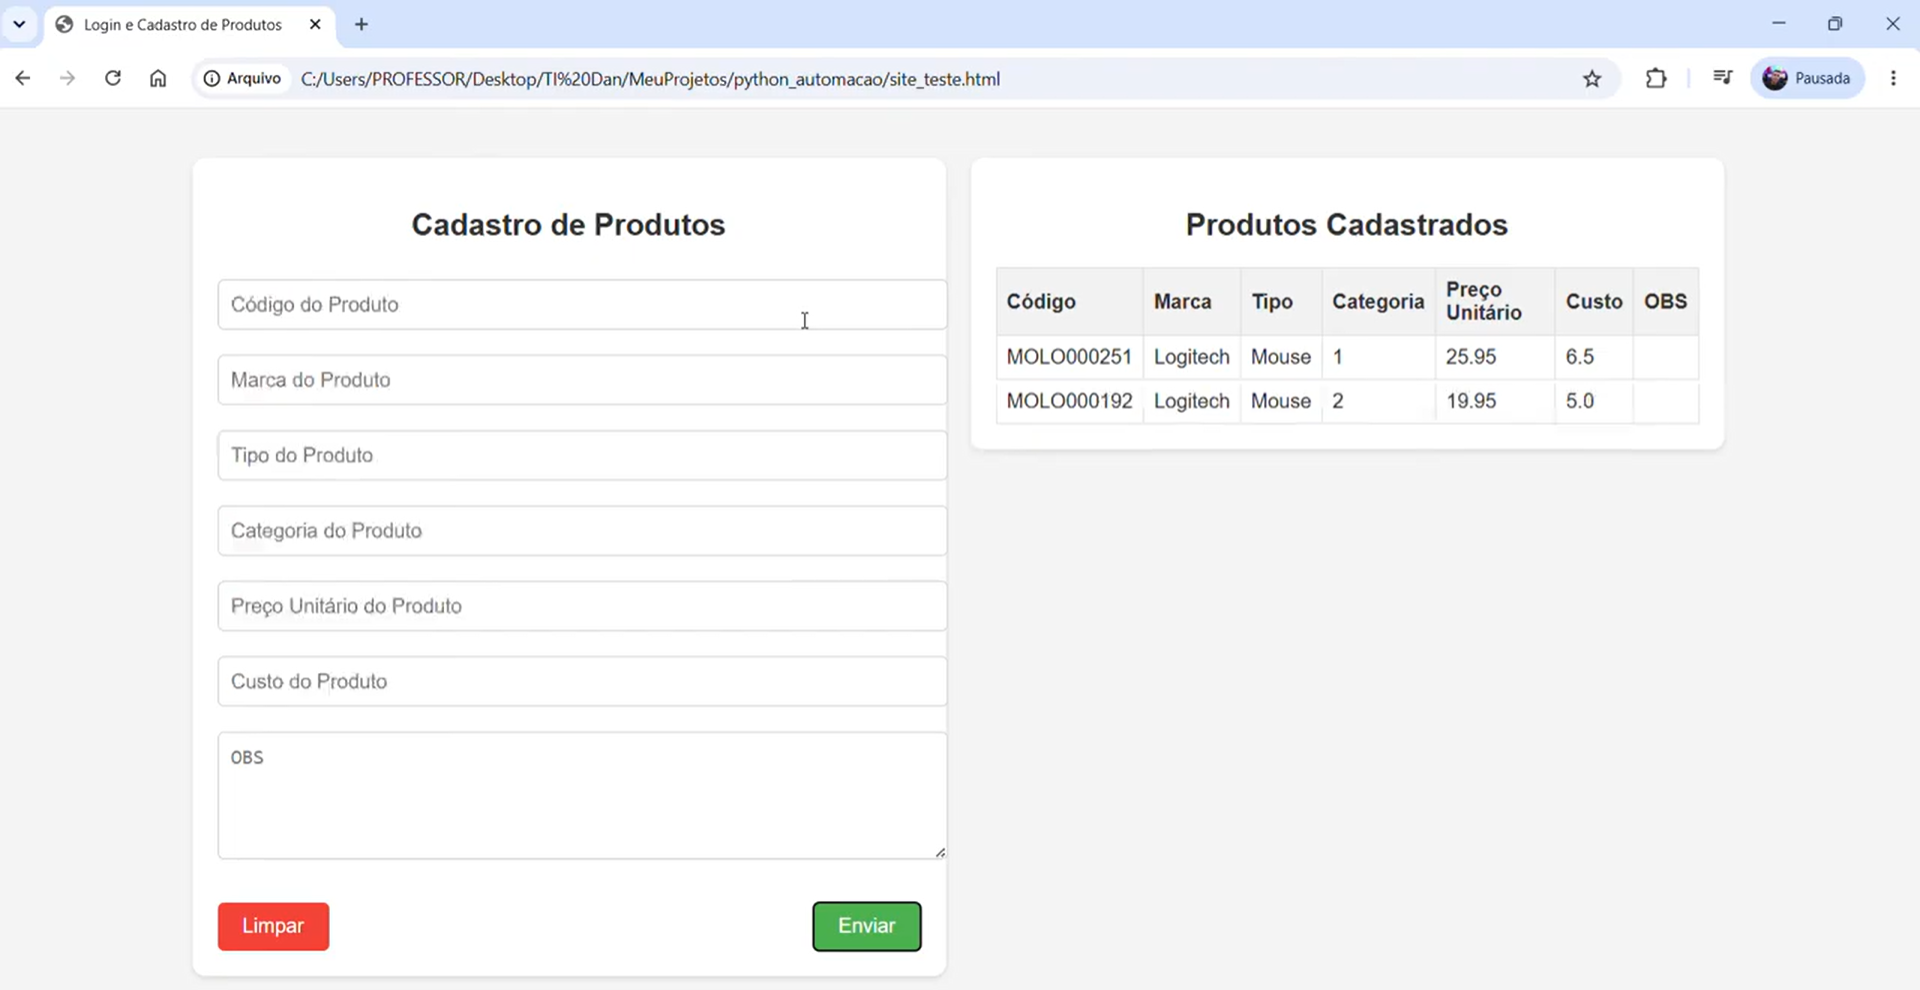 Login e Cadastro de Produtos
Arquivo C:/Users/PROFESSOR/Desktop/TI%20Dan/MeuProjetos/python_automacao/site_teste.html
Pausada
Cadastro de Produtos
Código do Produto
Marca do Produto
Tipo do Produto
Categoria do Produto
Preço Unitário do Produto
Custo do Produto
OBS
Limpar
Enviar
Produtos Cadastrados
Código Marca Tipo Categoria Preço Unitário Custo OBS
MOLO000251 Logitech Mouse 1 25.95 6.5
MOLO000192 Logitech Mouse 2 19.95 5.0